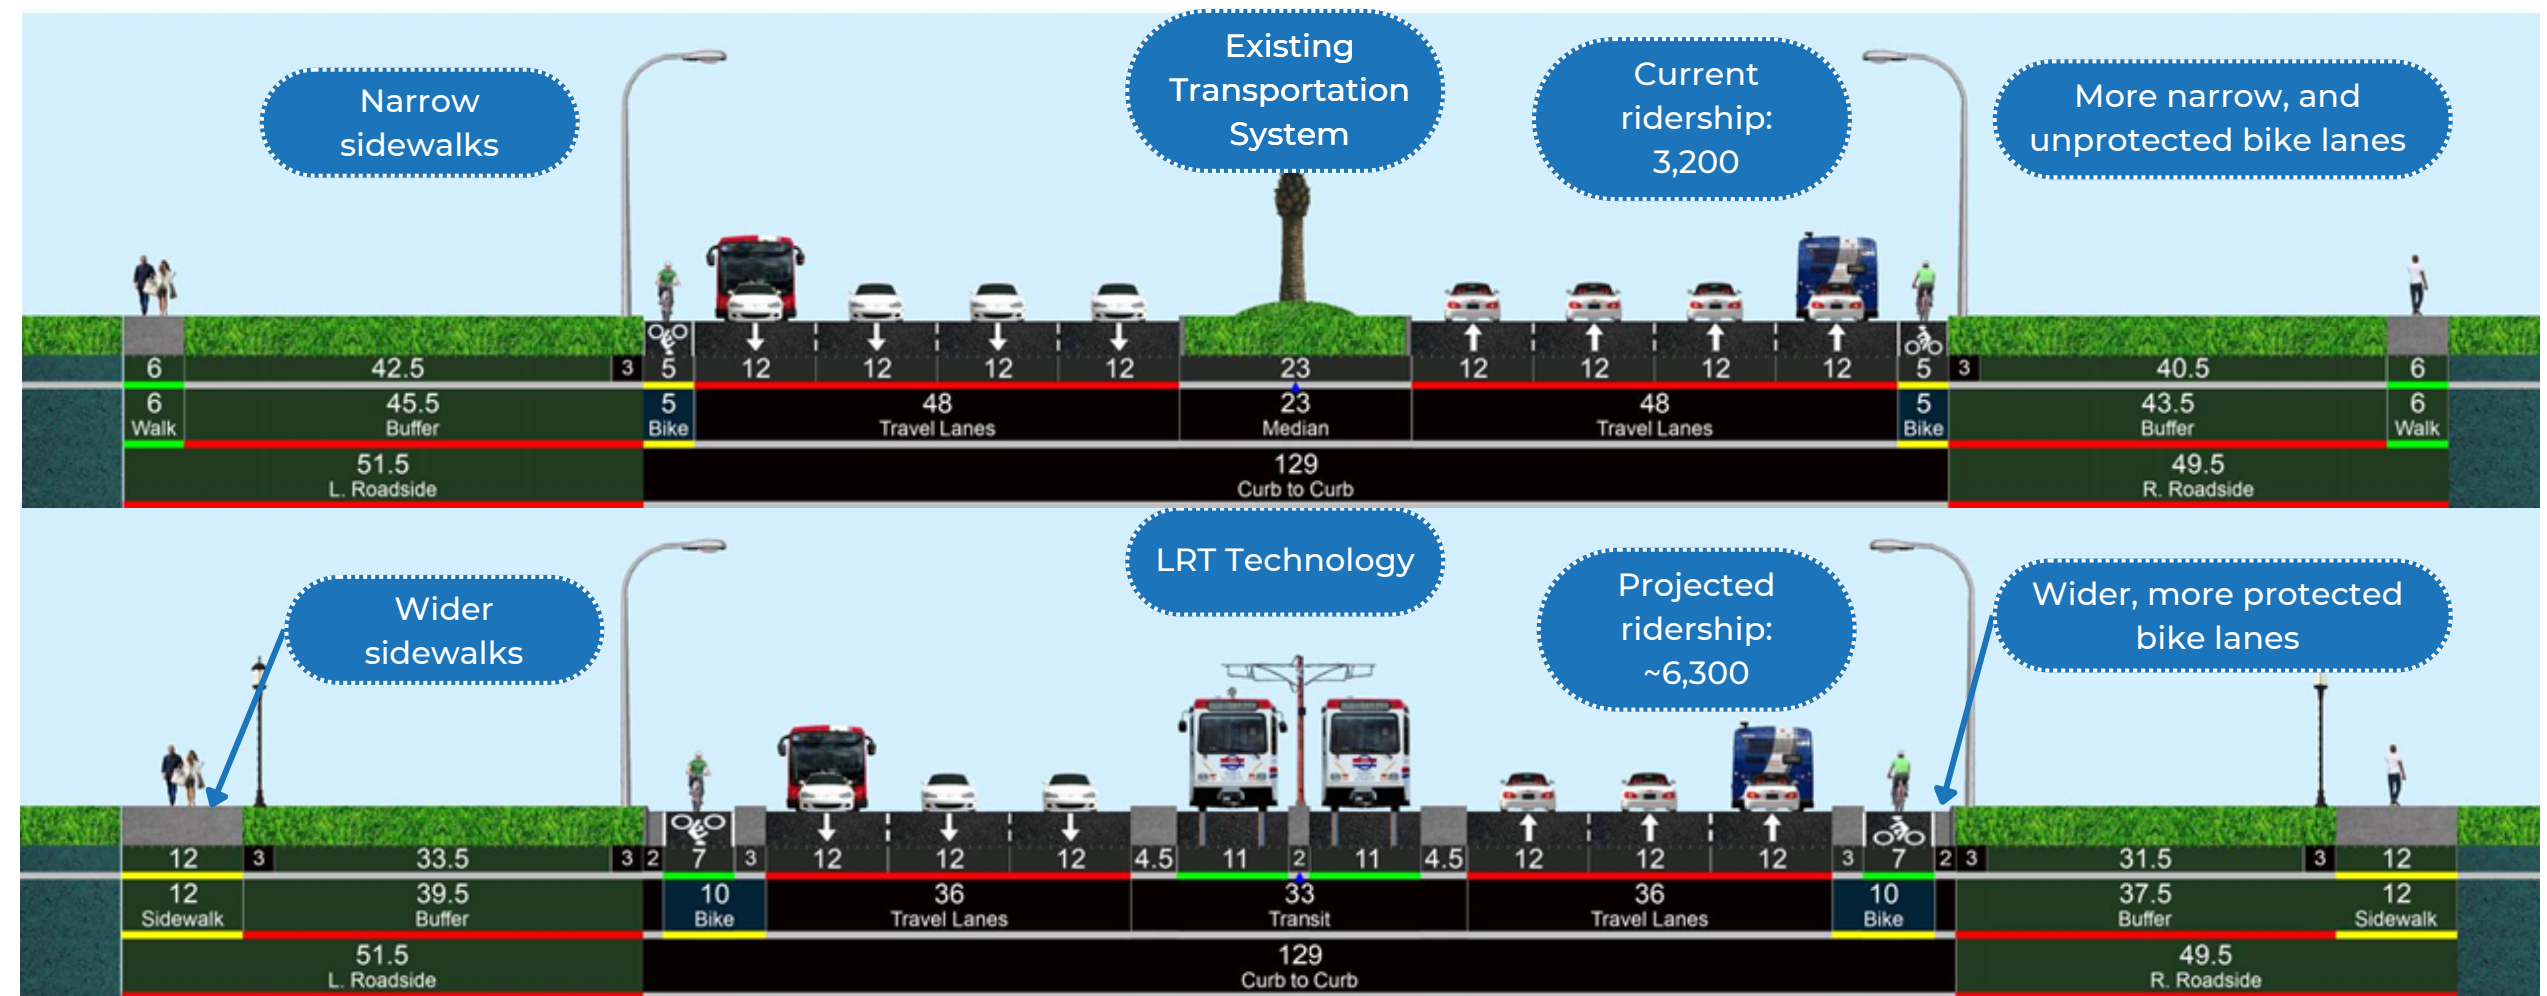 Narrow
sidewalks
Existing
Transportation
System
Current
ridership:
3,200
More narrow, and
unprotected bike lanes
6 42.5 3 5 12 12 12 12 23 12 12 12 12 5 3 40.5 6
6 45.5 5 48 23 48 5 43.5 6
Walk Buffer Bike Travel Lanes Median Travel Lanes Bike Buffer Walk
51.5 129 49.5
L. Roadside Curb to Curb R. Roadside
Wider
sidewalks
LRT Technology
Projected
ridership:
~6,300
Wider, more protected
bike lanes
12 3 33.5 3 2 7 3 12 12 12 4.5 11 2 11 4.5 12 12 12 3 7 2 3 31.5 3 12
12 39.5 10 36 33 36 10 37.5 12
Sidewalk Buffer Bike Travel Lanes Transit Travel Lanes Bike Buffer Sidewalk
51.5 129 49.5
L. Roadside Curb to Curb R. Roadside